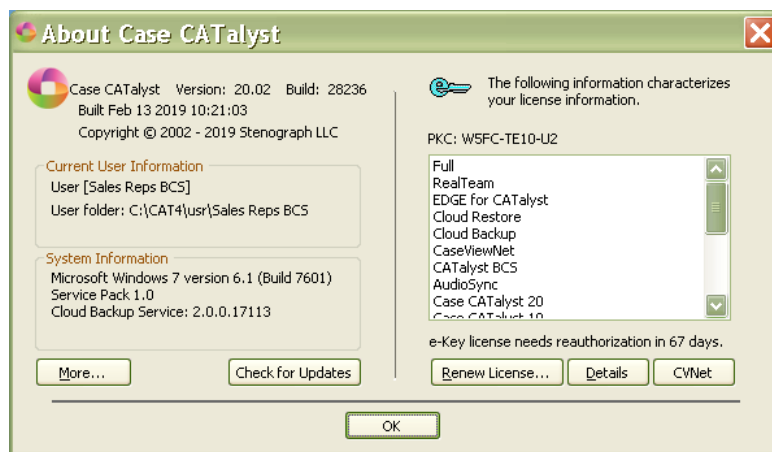 About Case CATalyst
Case CATalyst Version: 20.02 Build: 28236
Built Feb 13 2019 10:21:03
Copyright © 2002 - 2019 Stenograph LLC
Current User Information
User [Sales Reps BCS]
User folder: C:\CAT4\usr\Sales Reps BCS
System Information
Microsoft Windows 7 version 6.1 (Build 7601)
Service Pack 1.0
Cloud Backup Service: 2.0.0.17113
More...
Check for Updates
The following information characterizes
your license information.
PKC: W5FC-TE10-U2
Full
RealTeam
EDGE for CATalyst
Cloud Restore
Cloud Backup
CaseViewNet
CATalyst BCS
AudioSync
Case CATalyst 20
Case CATalyst 19
e-Key license needs reauthorization in 67 days.
Renew License...
Details
CVNet
OK